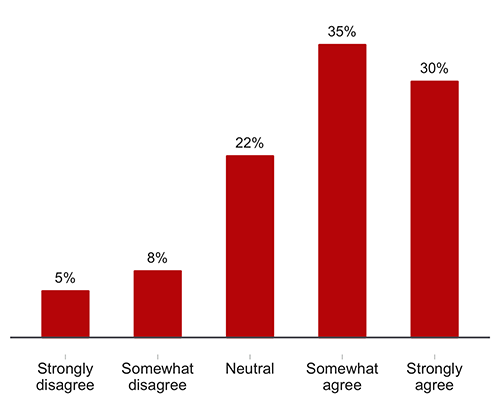 35%
30%
22%
8%
5%
Strongly disagree
Somewhat disagree
Neutral
Somewhat agree
Strongly agree